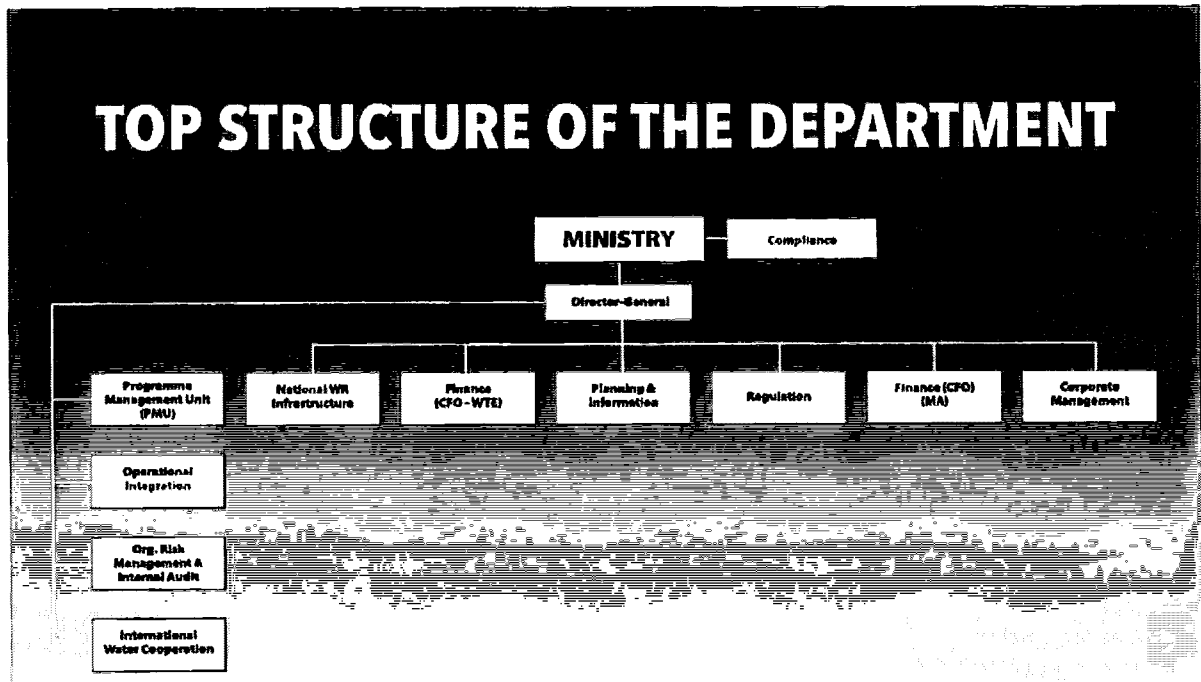 TOP STRUCTURE OF THE DEPARTMENT
MINISTRY
Compliance
Director-General
Programme
Management Unit
(PMU)
National WR
Infrastructure
Finance
(CFO - WTE)
Planning &
Information
Regulation
Finance (CFO)
(MA)
Corporate
Management
Operational
Integration
Org. Risk
Management &
Internal Audit
International
Water Cooperation